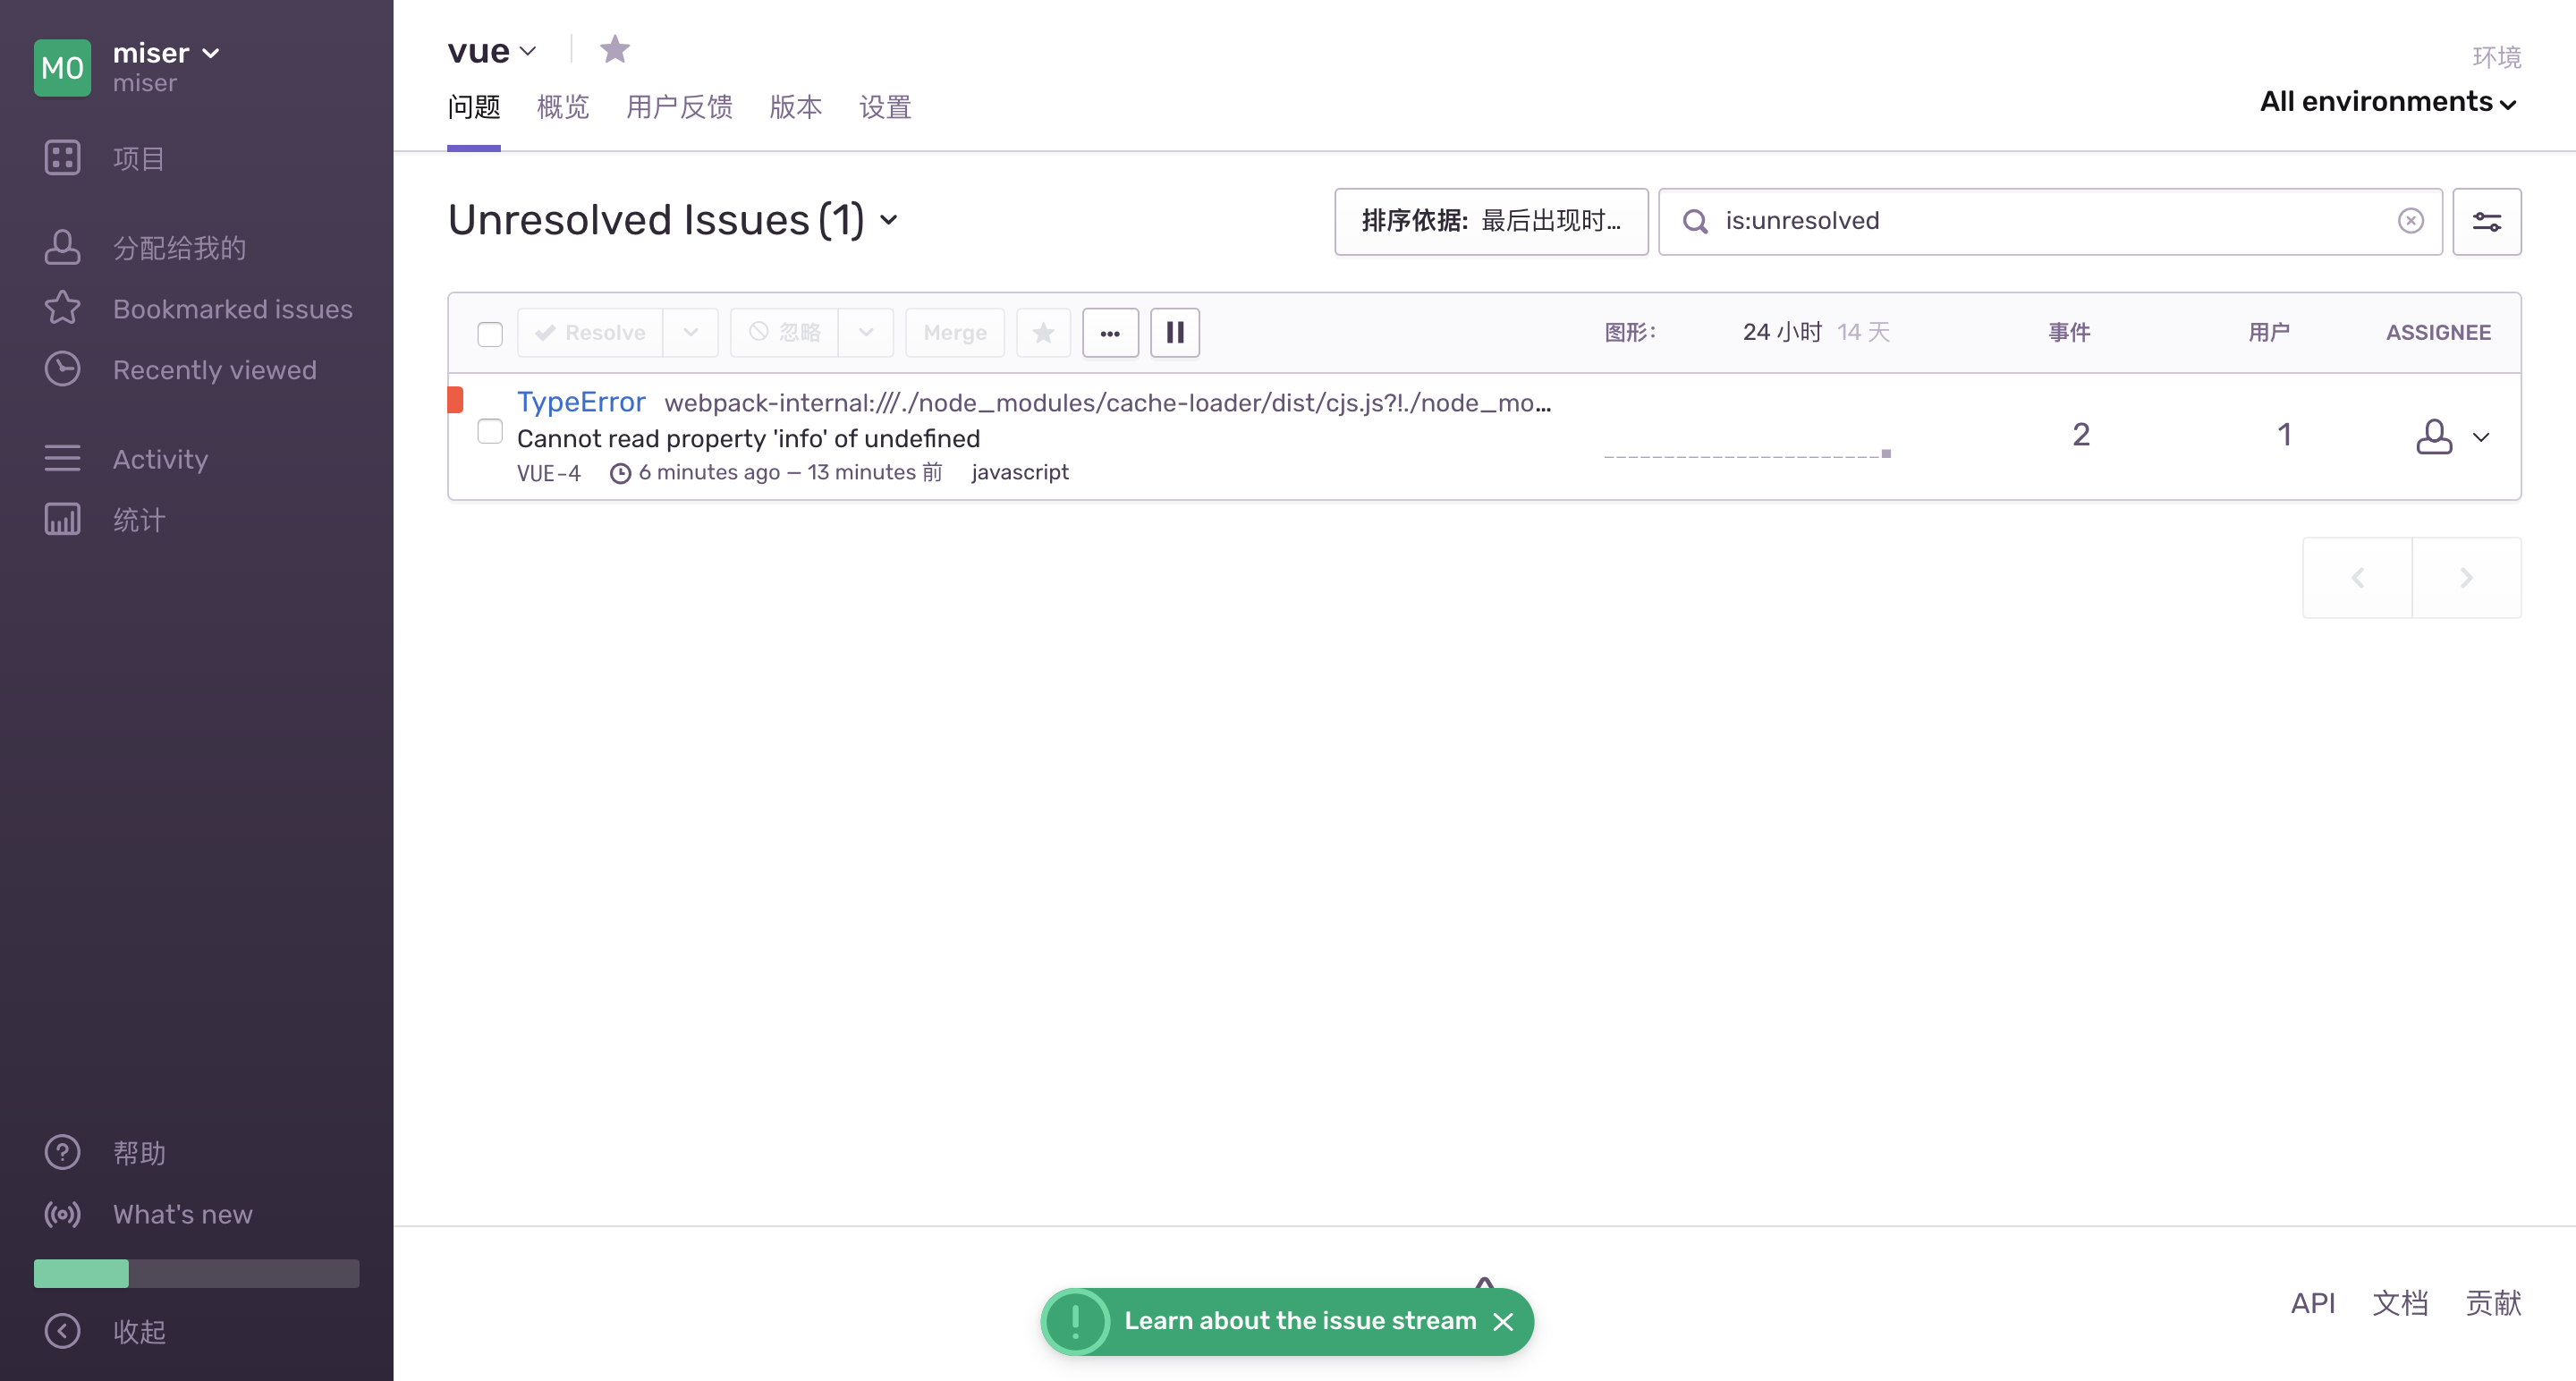 MO
miser
miser
项目
分配给我的
Bookmarked issues
Recently viewed
Activity
统计
帮助
What's new
收起
vue
环境
All environments
问题 概览 用户反馈 版本 设置
Unresolved Issues (1)
排序依据: 最后出现时...
is:unresolved
Resolve 忽略 Merge 图形: 24 小时 14 天 事件 用户 ASSIGNEE
TypeError webpack-internal:///./node_modules/cache-loader/dist/cjs.js?!./node_mo...
Cannot read property 'info' of undefined
VUE-4 6 minutes ago — 13 minutes 前 javascript
2 1
Learn about the issue stream
API 文档 贡献